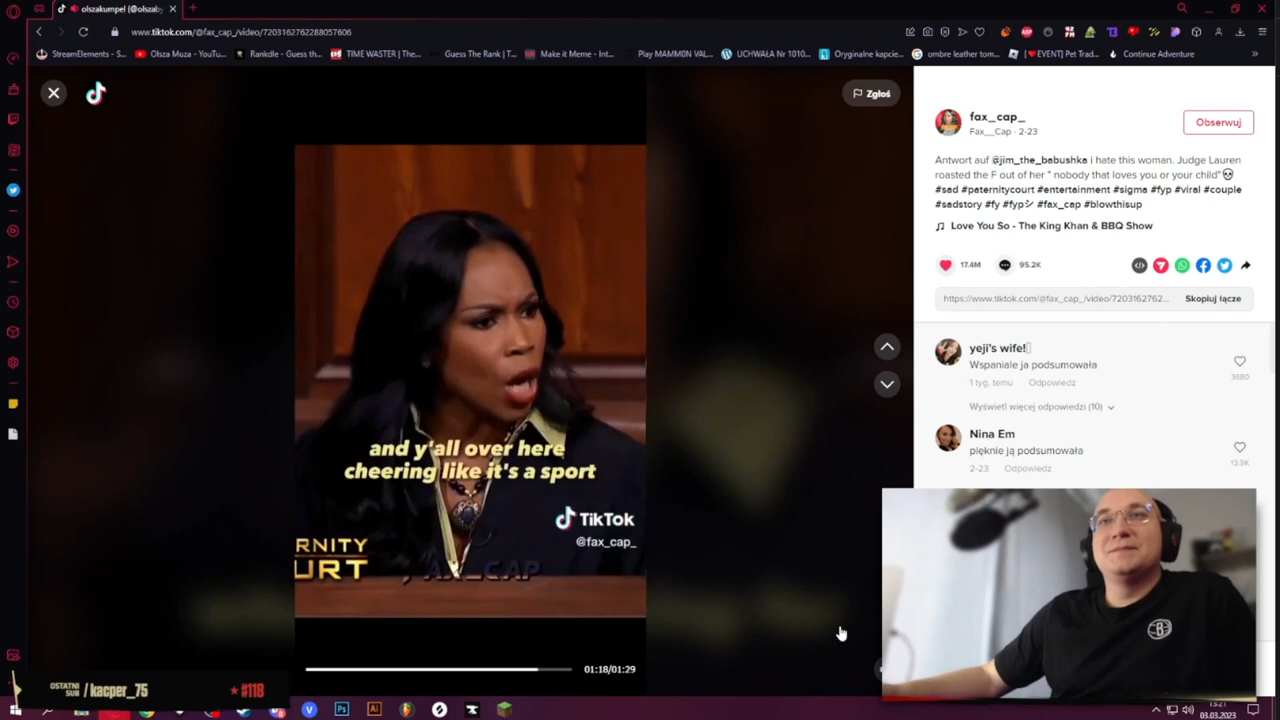 olszakumpel (@olszaby
www.tiktok.com/@fax_cap_/video/7203162762288057606
StreamElements - S...
Olsza Muza - YouTu...
Rankdle - Guess th...
TIME WASTER | The...
Guess The Rank | T...
Make it Meme - Int...
Play MAMMON VAL...
UCHWAŁA Nr 1010...
Oryginalne kapcie...
ombre leather tom...
[❤EVENT] Pet Trad...
Continue Adventure
Zgłoś
fax_cap_
Fax__Cap · 2-23
Obserwuj
Antwort auf @jim_the_babushka i hate this woman. Judge Lauren
roasted the F out of her " nobody that loves you or your child"💀
#sad #paternitycourt #entertainment #sigma #fyp #viral #couple
#sadstory #fy #fypシ #fax_cap #blowthisup
♫ Love You So - The King Khan & BBQ Show
17.4M
95.2K
https://www.tiktok.com/@fax_cap_/video/7203162762...
Skopiuj łącze
yeji's wife!
Wspaniale ja podsumowała
1 tyg. temu Odpowiedz
3680
Wyświetl więcej odpowiedzi (10)
Nina Em
pięknie ją podsumowała
2-23 Odpowiedz
13.9K
and y'all over here
cheering like it's a sport
TikTok
@fax_cap_
RNITY
URT
01:18/01:29
OSTATNI
SUB / kacper_75
★#118
03.03.2023